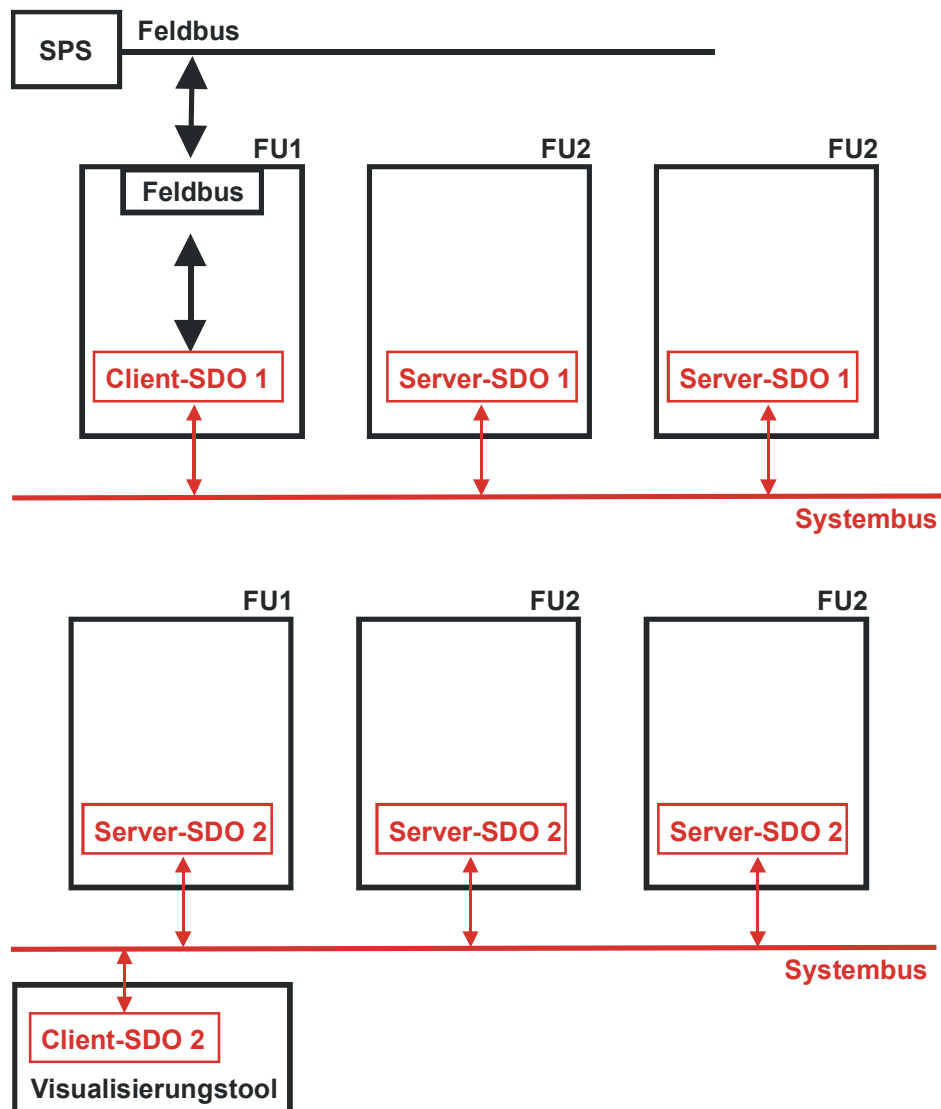 Feldbus
SPS
FU1
FU2
FU2
Feldbus
Client-SDO 1
Server-SDO 1
Server-SDO 1
Systembus
FU1
FU2
FU2
Server-SDO 2
Server-SDO 2
Server-SDO 2
Systembus
Client-SDO 2
Visualisierungstool